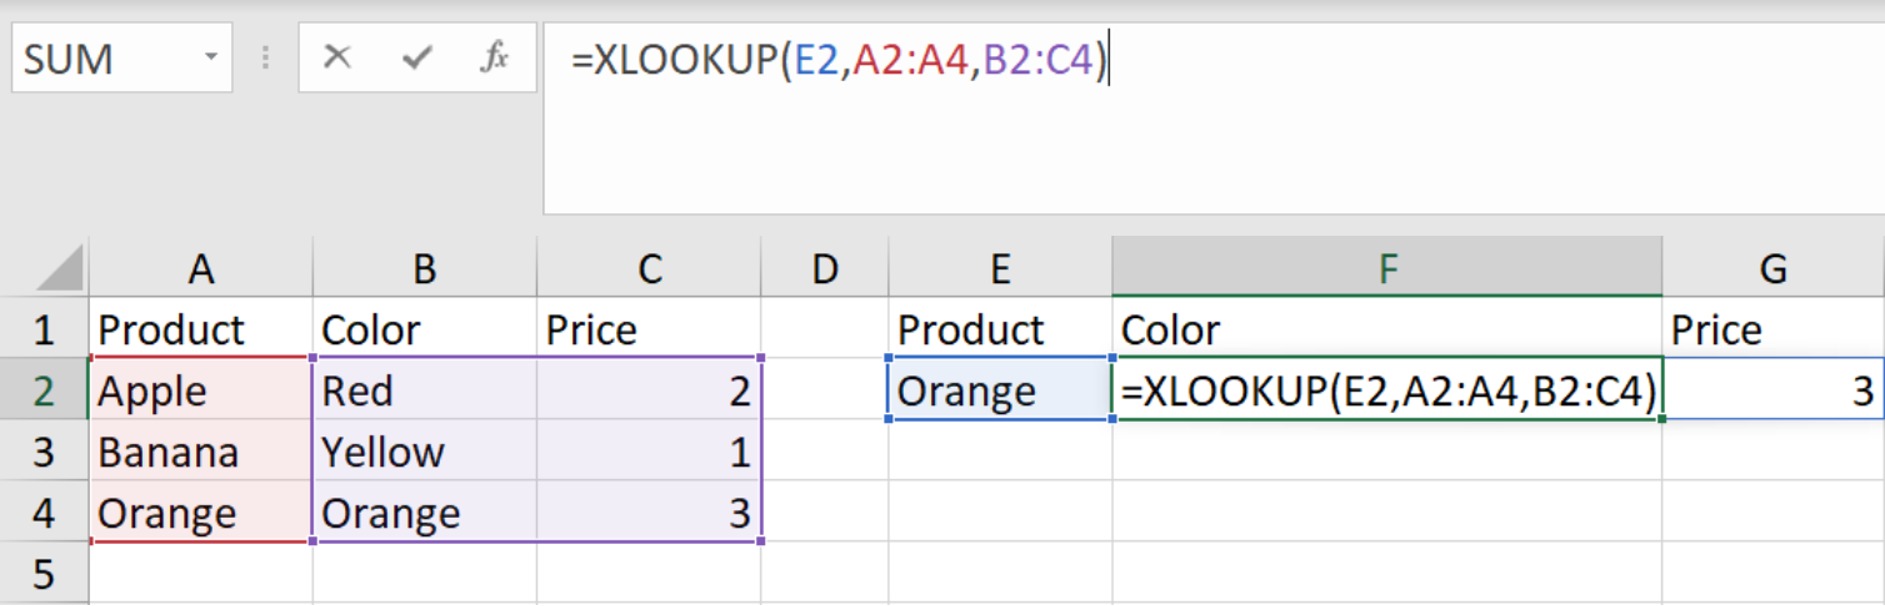 SUM fx =XLOOKUP(E2,A2:A4,B2:C4)
A B C D E F G
1 Product Color Price Product Color Price
2 Apple Red 2 Orange =XLOOKUP(E2,A2:A4,B2:C4) 3
3 Banana Yellow 1
4 Orange Orange 3
5